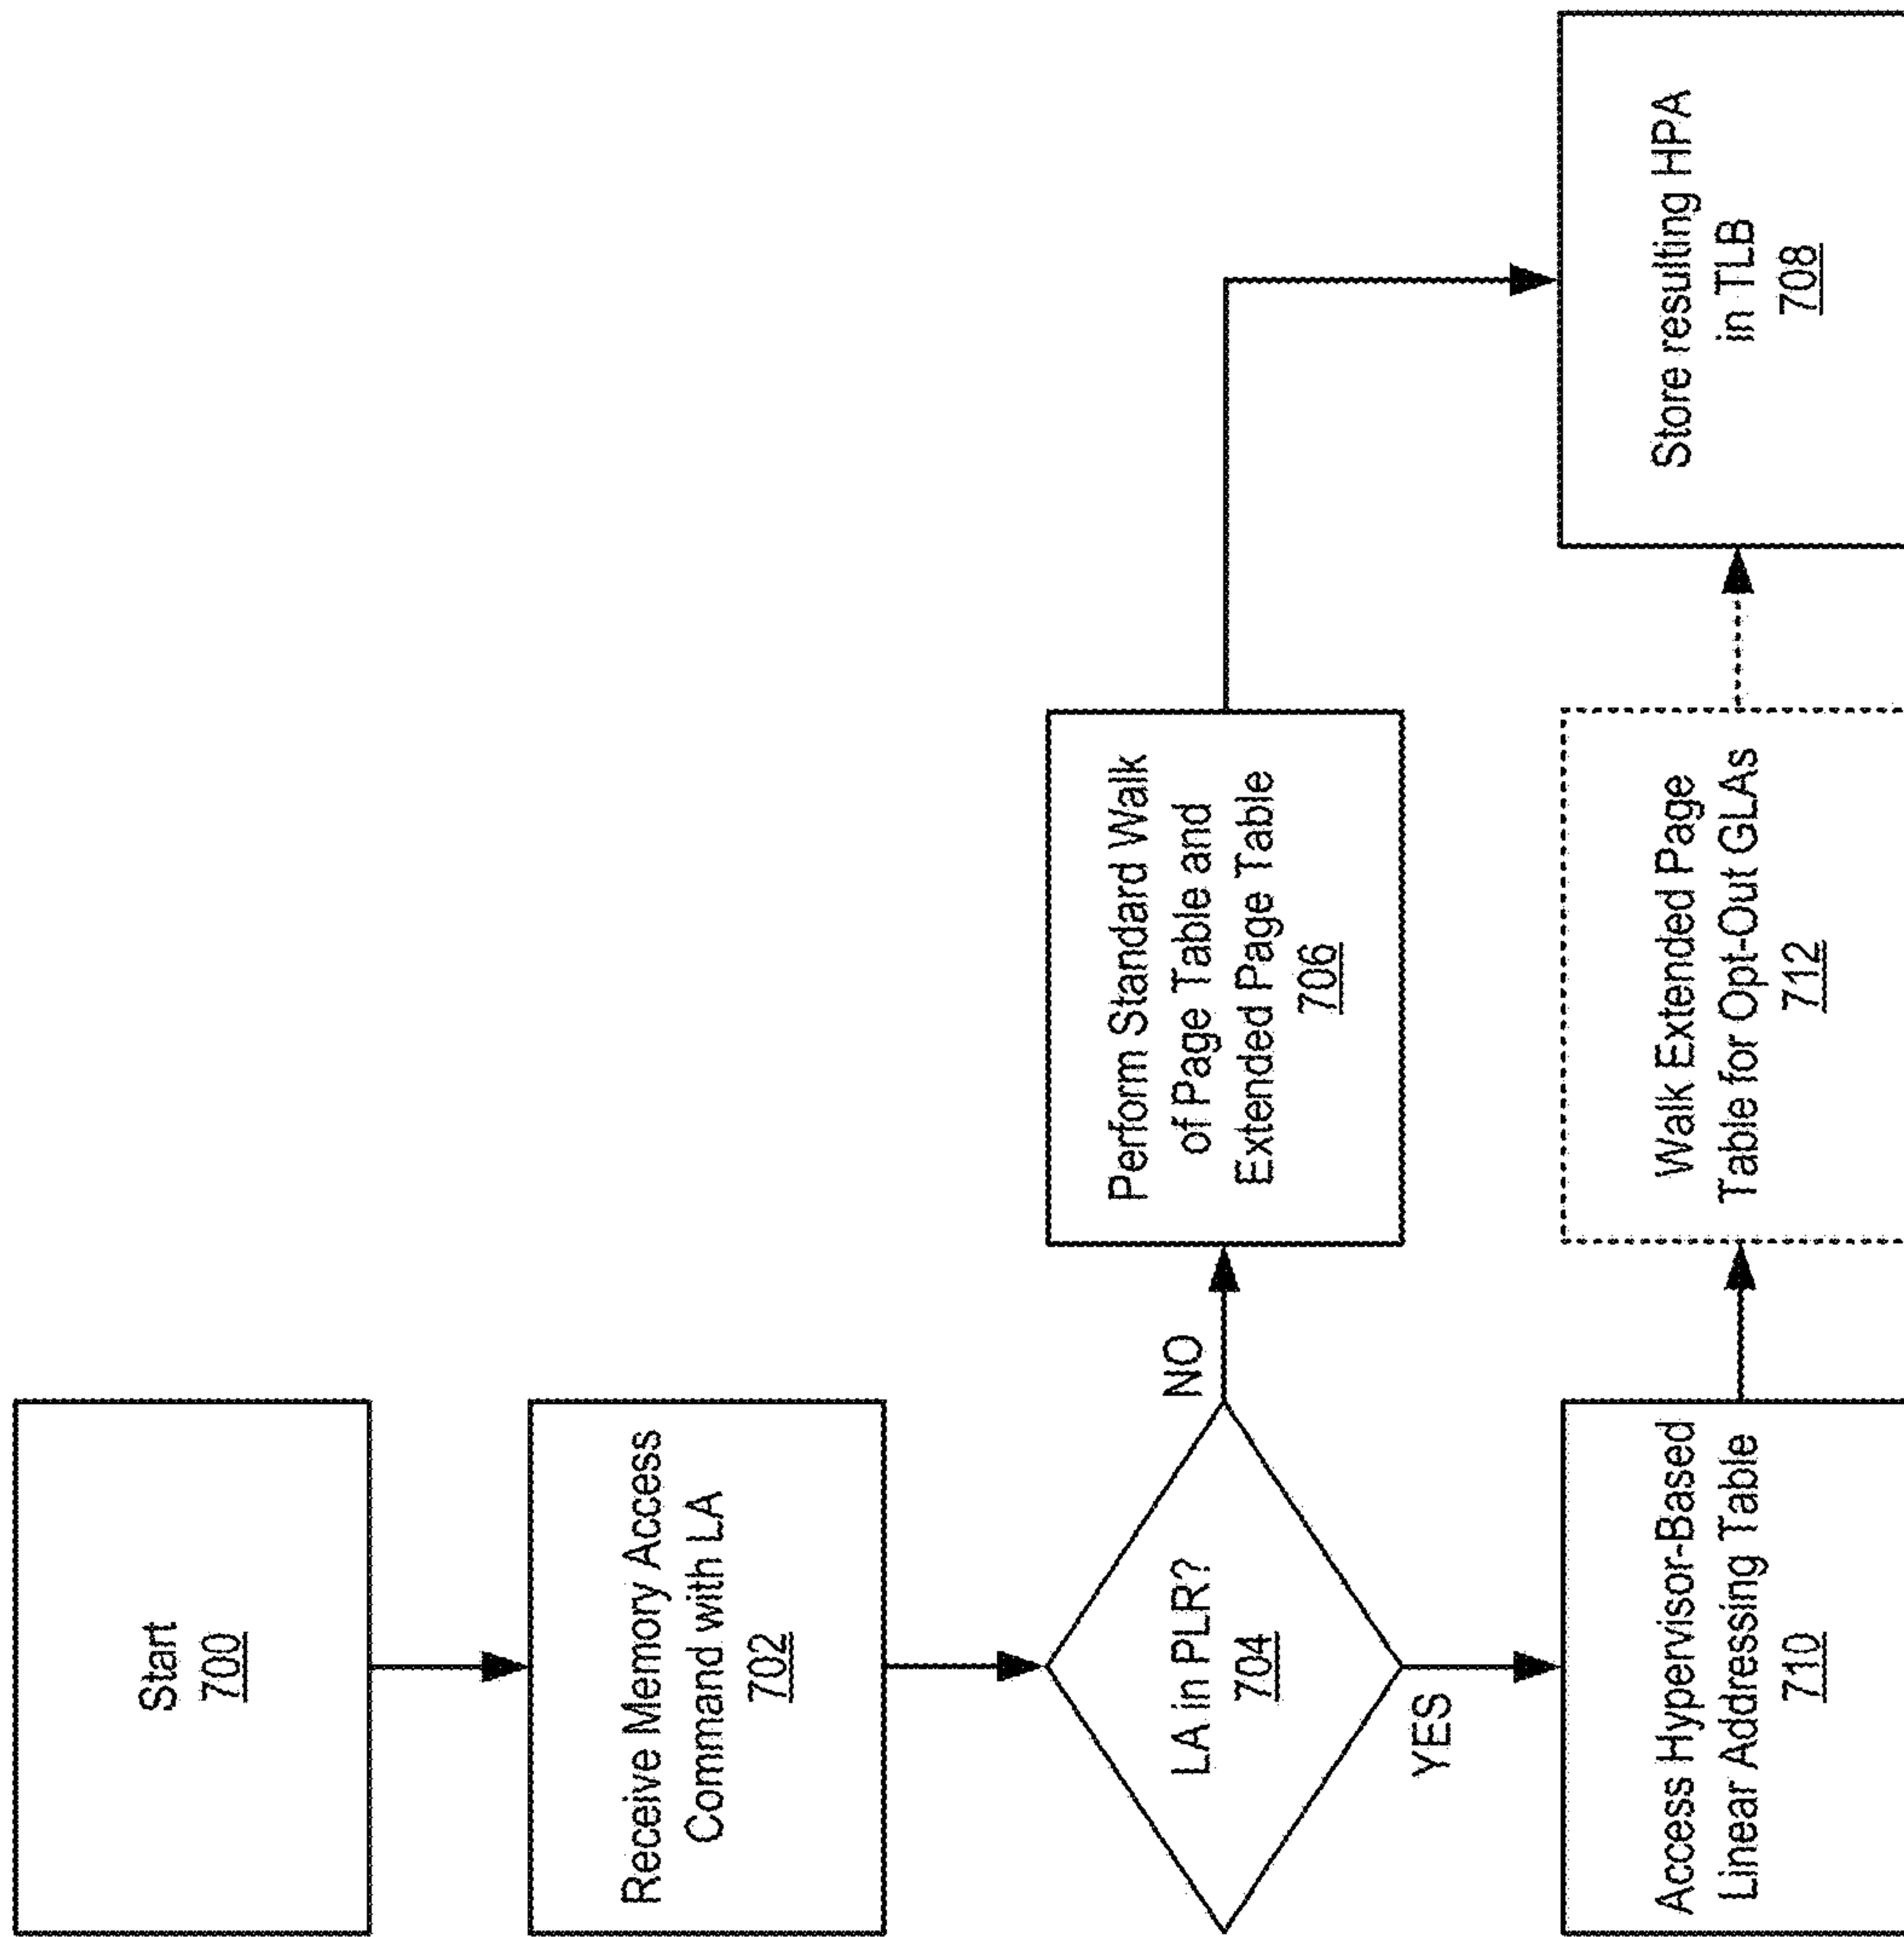 Start
700
Receive Memory Access
Command with LA
702
LA in PLR?
704
NO
YES
Perform Standard Walk
of Page Table and
Extended Page Table
706
Access Hypervisor-Based
Linear Addressing Table
710
Walk Extended Page
Table for Opt-Out GLAs
712
Store resulting HPA
in TLB
708